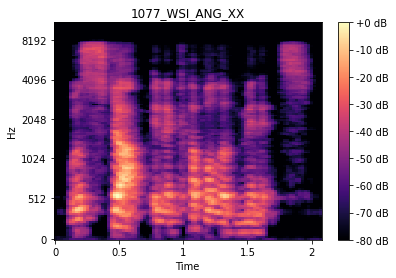 1077_WSI_ANG_XX
8192
4096
2048
1024
512
0
Hz
0
0.5
1
1.5
2
Time
+0 dB
-10 dB
-20 dB
-30 dB
-40 dB
-50 dB
-60 dB
-70 dB
-80 dB